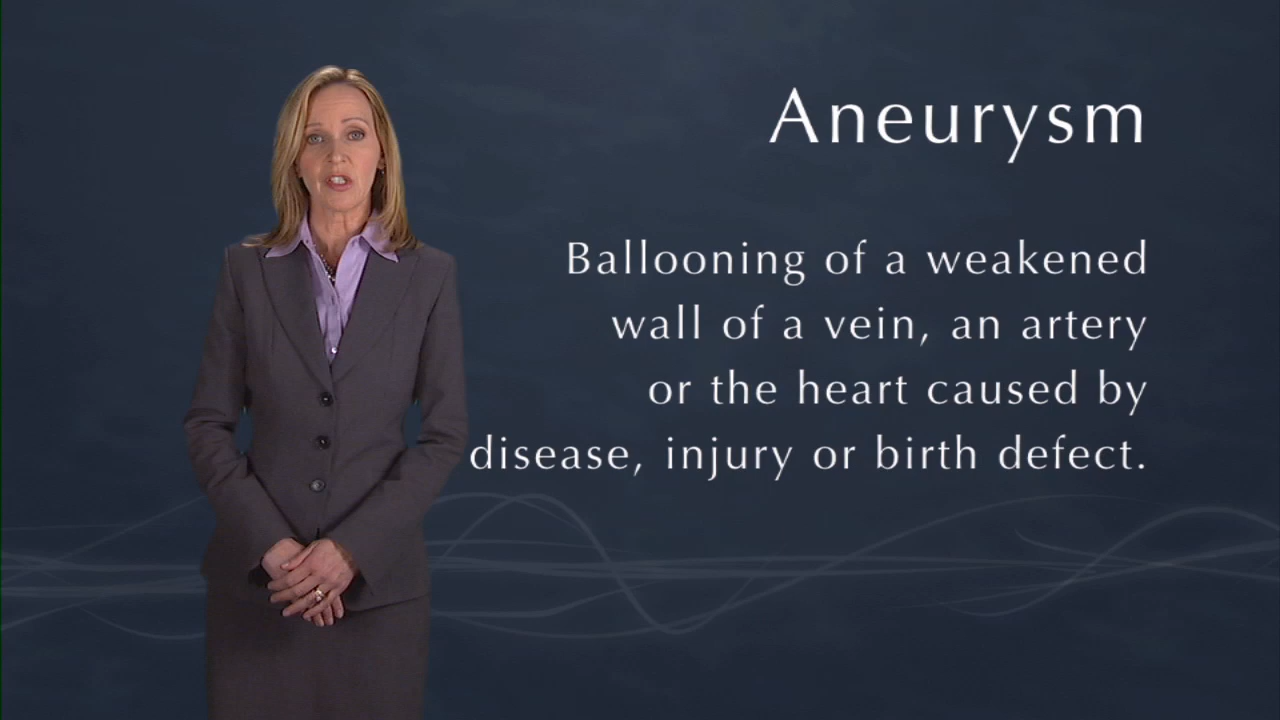 Aneurysm
Ballooning of a weakened
wall of a vein, an artery
or the heart caused by
disease, injury or birth defect.